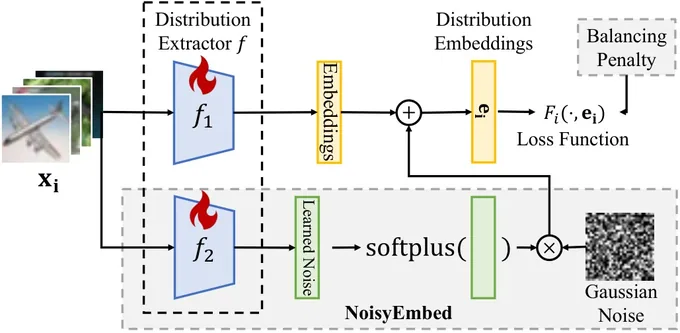 Distribution
Extractor f
Distribution
Embeddings
Balancing
Penalty
f₁
Embeddings
+
eᵢ
Fᵢ(·, eᵢ)
Loss Function
xᵢ
f₂
Learned Noise
softplus( )
×
Gaussian
Noise
NoisyEmbed